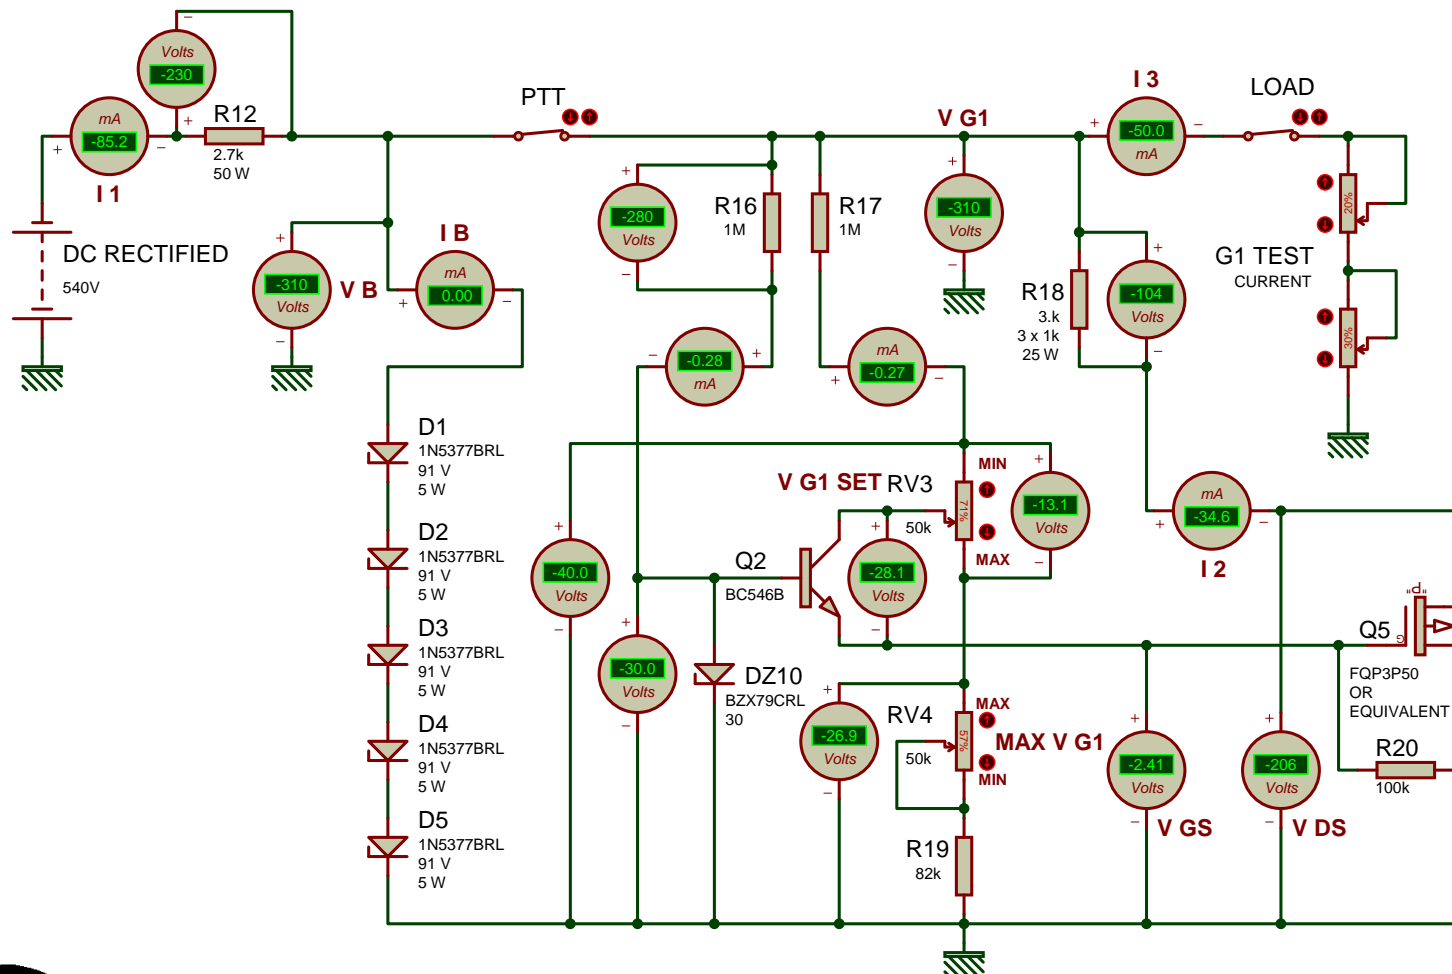 Volts
-230
mA
-85.2
I 1
R12
2.7k
50 W
DC RECTIFIED
540V
-310
Volts
V B
I B
mA
0.00
PTT
-280
Volts
R16
1M
R17
1M
V G1
-310
Volts
I 3
-50.0
mA
LOAD
20%
G1 TEST
CURRENT
30%
R18
3.k
3 x 1k
25 W
-104
Volts
-0.28
mA
mA
-0.27
D1
1N5377BRL
91 V
5 W
D2
1N5377BRL
91 V
5 W
D3
1N5377BRL
91 V
5 W
D4
1N5377BRL
91 V
5 W
D5
1N5377BRL
91 V
5 W
-40.0
Volts
V G1 SET
RV3
50k
MIN
71%
MAX
-13.1
Volts
mA
-34.6
I 2
Q2
BC546B
-28.1
Volts
-30.0
Volts
DZ10
BZX79CRL
30
-26.9
Volts
RV4
50k
MAX
57%
MIN
MAX V G1
R19
82k
-2.41
Volts
V GS
-206
Volts
V DS
"P"
G
Q5
FQP3P50
OR
EQUIVALENT
R20
100k